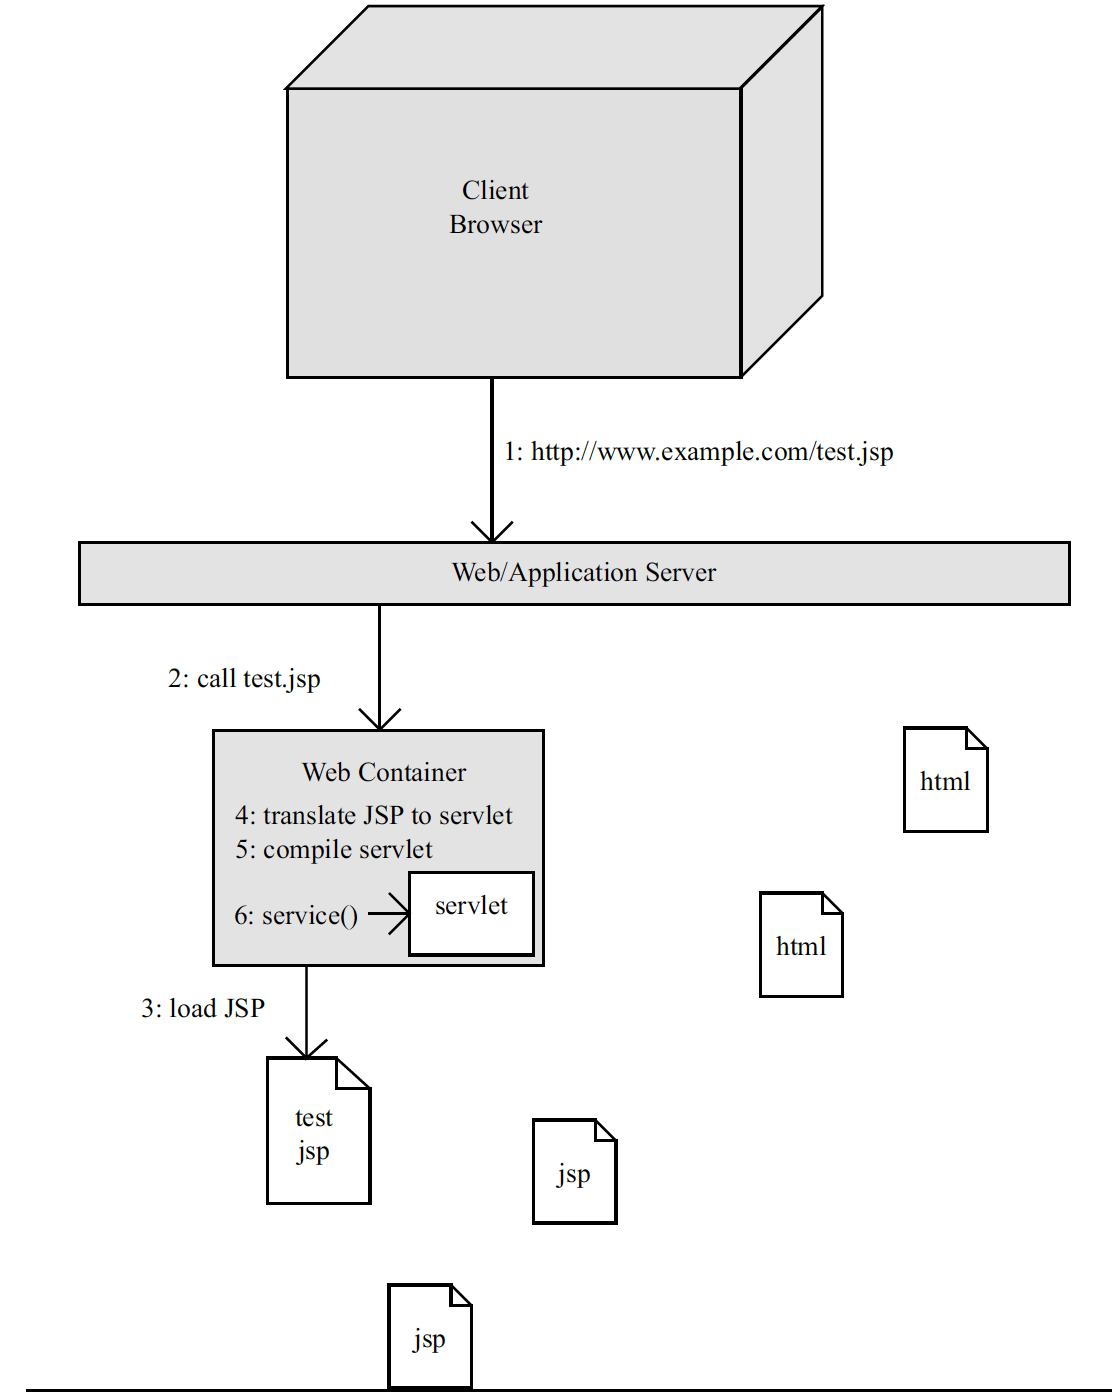 Client
Browser
1: http://www.example.com/test.jsp
Web/Application Server
2: call test.jsp
Web Container
4: translate JSP to servlet
5: compile servlet
6: service()
servlet
html
html
3: load JSP
test
jsp
jsp
jsp